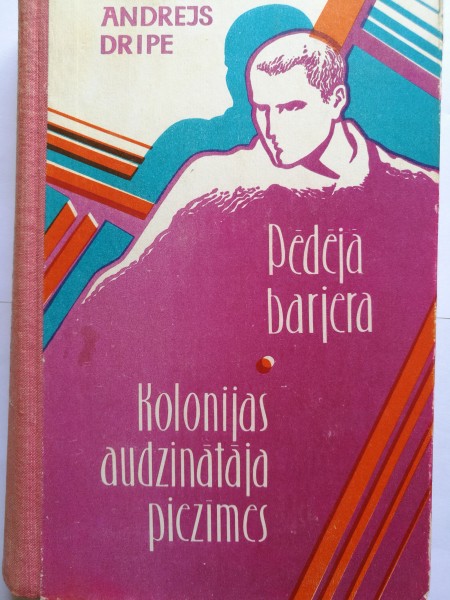 ANDREJS
DRIPE
Pēdējā
barjera
Kolonijas
audzinātāja
piezīmes